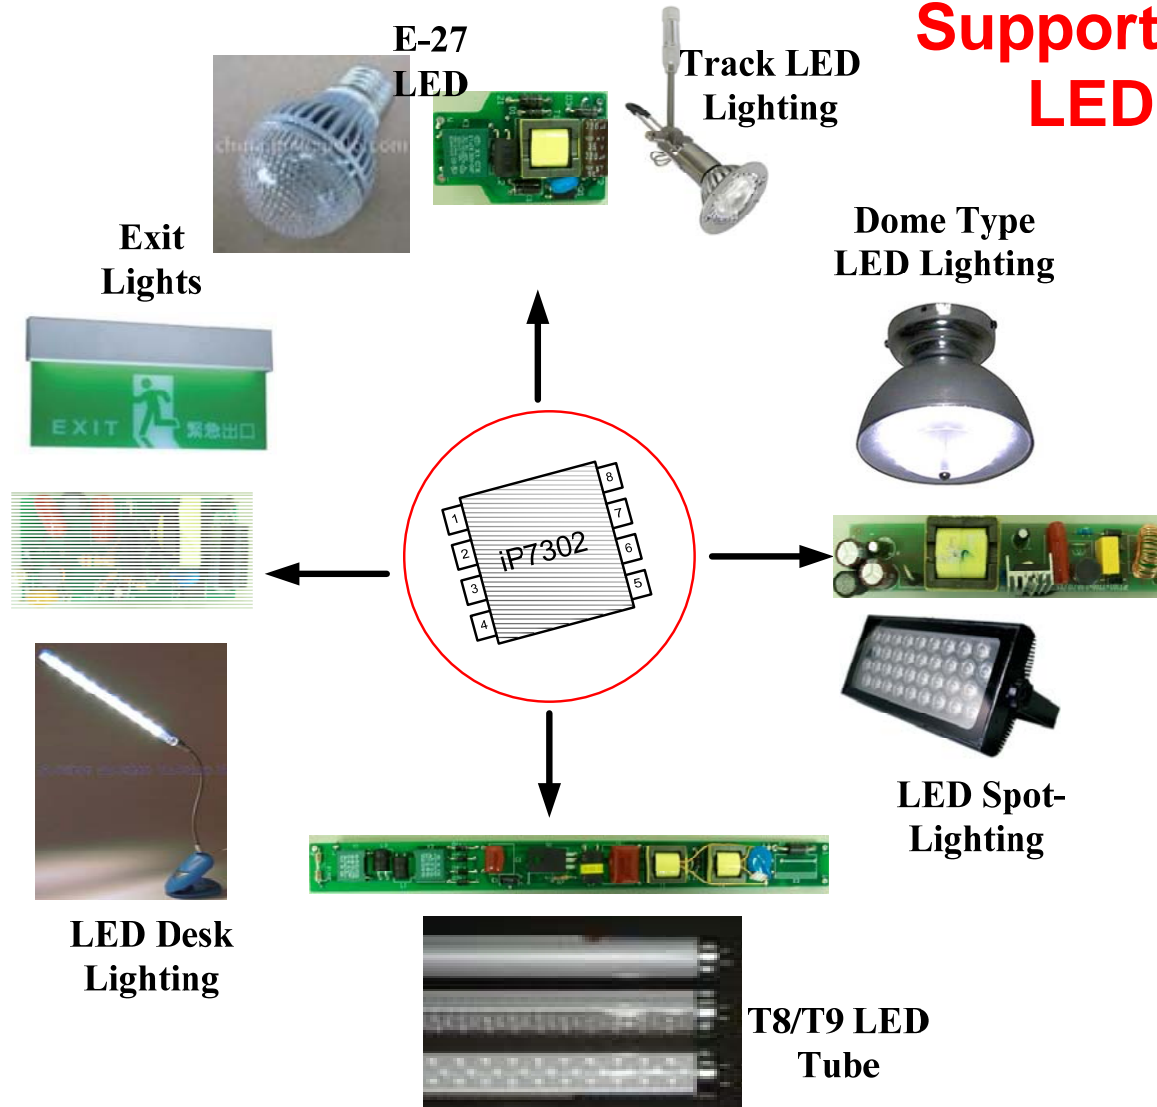 Support
LED
E-27
LED
Track LED
Lighting
Dome Type
LED Lighting
Exit
Lights
EXIT
緊急出口
1
2
3
4
iP7302
8
7
6
5
LED Spot-
Lighting
LED Desk
Lighting
T8/T9 LED
Tube